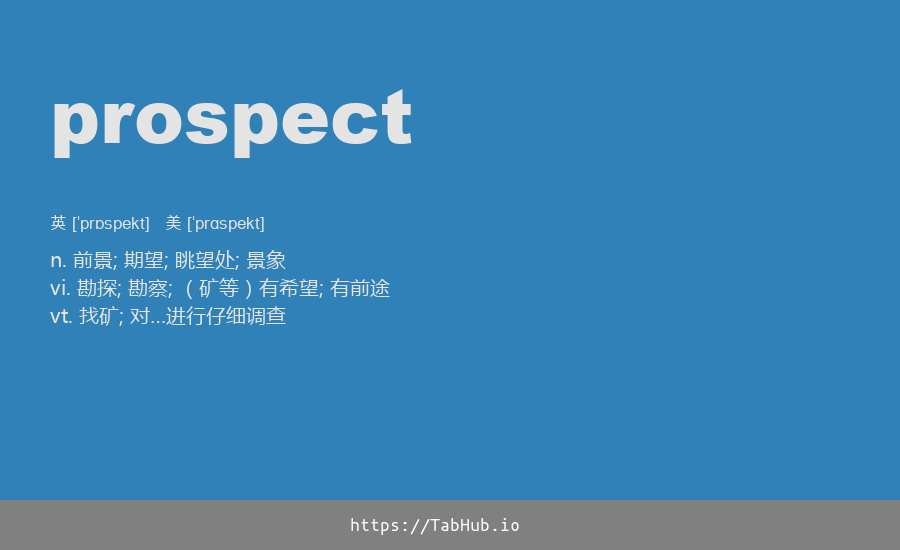 prospect
英 [ˈprɒspekt]  美 [ˈprɑspekt]
n. 前景; 期望; 眺望处; 景象
vi. 勘探; 勘察;（矿等）有希望; 有前途
vt. 找矿; 对...进行仔细调查
https://TabHub.io